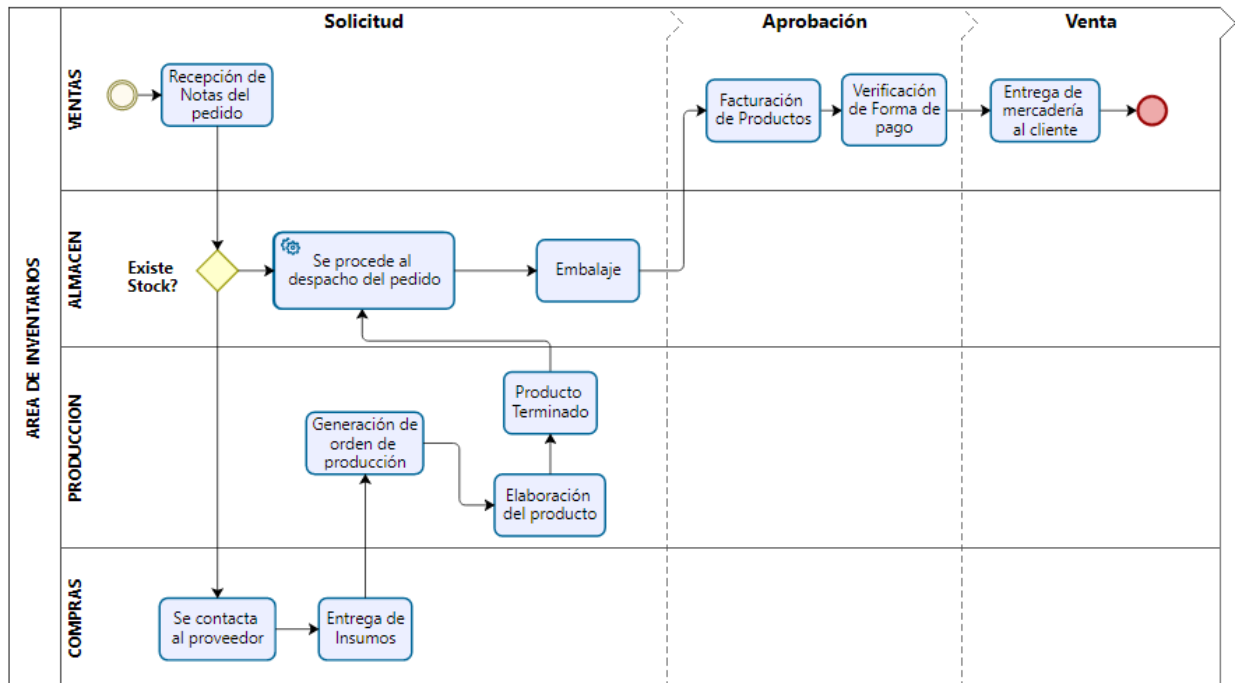 Solicitud
Aprobación
Venta
AREA DE INVENTARIOS
VENTAS
Recepción de
Notas del
pedido
Facturación
de Productos
Verificación
de Forma de
pago
Entrega de
mercadería
al cliente
ALMACEN
Existe
Stock?
Se procede al
despacho del pedido
Embalaje
PRODUCCION
Generación de
orden de
producción
Producto
Terminado
Elaboración
del producto
COMPRAS
Se contacta
al proveedor
Entrega de
Insumos